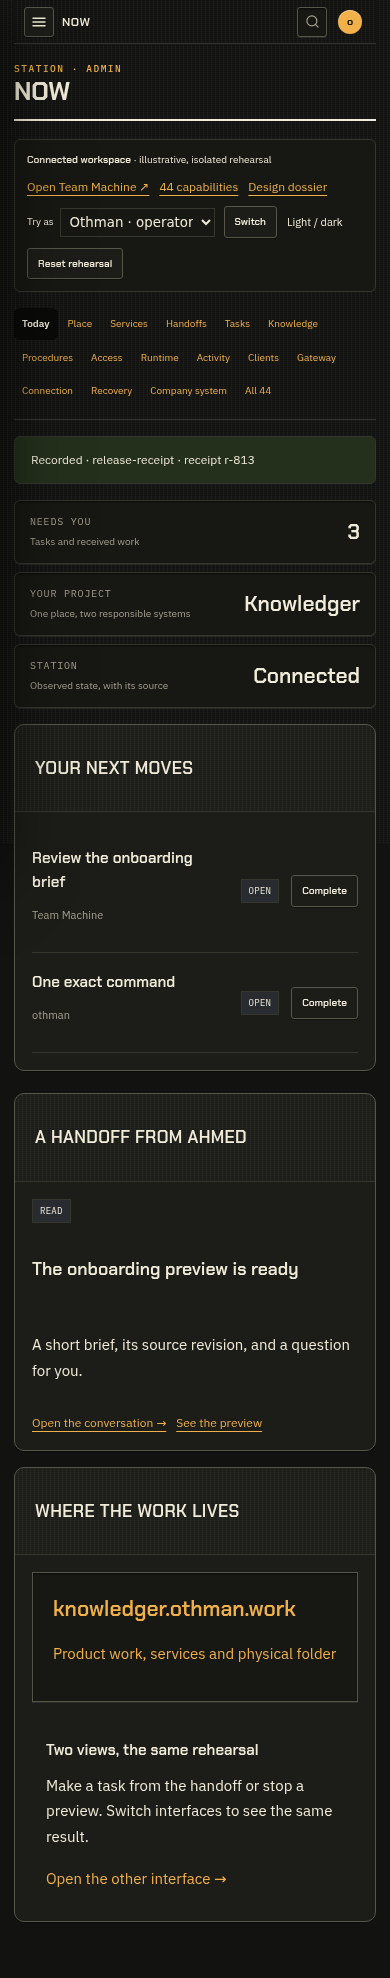 NOW
O
STATION · ADMIN
NOW
Connected workspace · illustrative, isolated rehearsal
Open Team Machine ↗ 44 capabilities Design dossier
Try as Othman · operator Switch Light / dark
Reset rehearsal
Today Place Services Handoffs Tasks Knowledge
Procedures Access Runtime Activity Clients Gateway
Connection Recovery Company system All 44
Recorded · release-receipt · receipt r-813
NEEDS YOU
Tasks and received work
3
YOUR PROJECT
One place, two responsible systems
Knowledger
STATION
Observed state, with its source
Connected
YOUR NEXT MOVES
Review the onboarding
brief
Team Machine
OPEN Complete
One exact command
othman
OPEN Complete
A HANDOFF FROM AHMED
READ
The onboarding preview is ready
A short brief, its source revision, and a question
for you.
Open the conversation → See the preview
WHERE THE WORK LIVES
knowledger.othman.work
Product work, services and physical folder
Two views, the same rehearsal
Make a task from the handoff or stop a
preview. Switch interfaces to see the same
result.
Open the other interface →